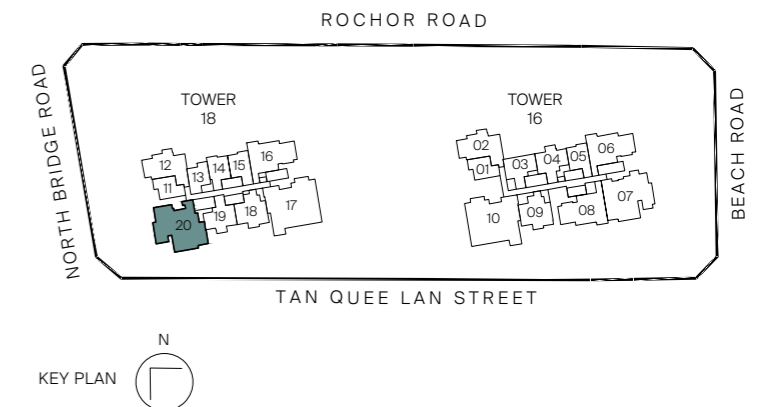 ROCHOR ROAD
NORTH BRIDGE ROAD
BEACH ROAD
TOWER
18
12
11
13
14
15
16
20
19
18
17
TOWER
16
02
01
03
04
05
06
10
09
08
07
TAN QUEE LAN STREET
N
KEY PLAN